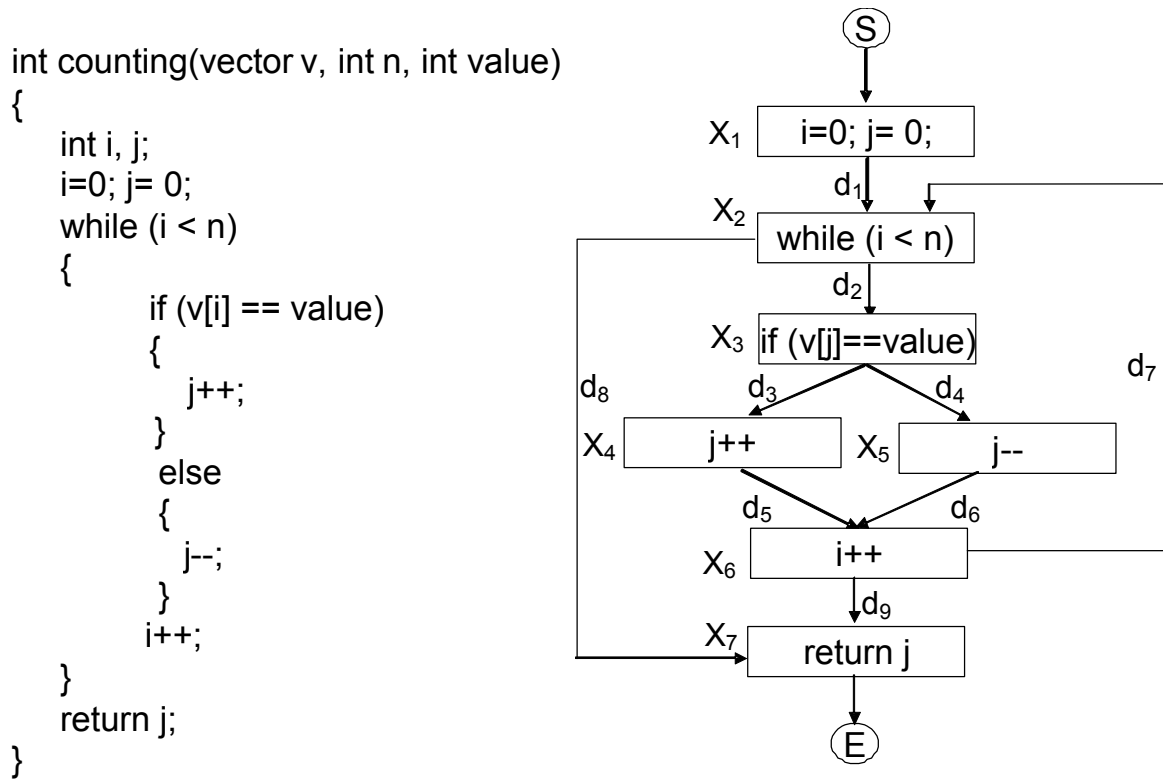 int counting(vector v, int n, int value)
{
int i, j;
i=0; j= 0;
while (i < n)
{
if (v[i] == value)
{
j++;
}
else
{
j--;
}
i++;
}
return j;
}
S
X1 i=0; j= 0;
d1
X2 while (i < n)
d2
X3 if (v[j]==value)
d7
d8 d3 d4
X4 j++ X5 j--
d5 d6
X6 i++
d9
X7 return j
E